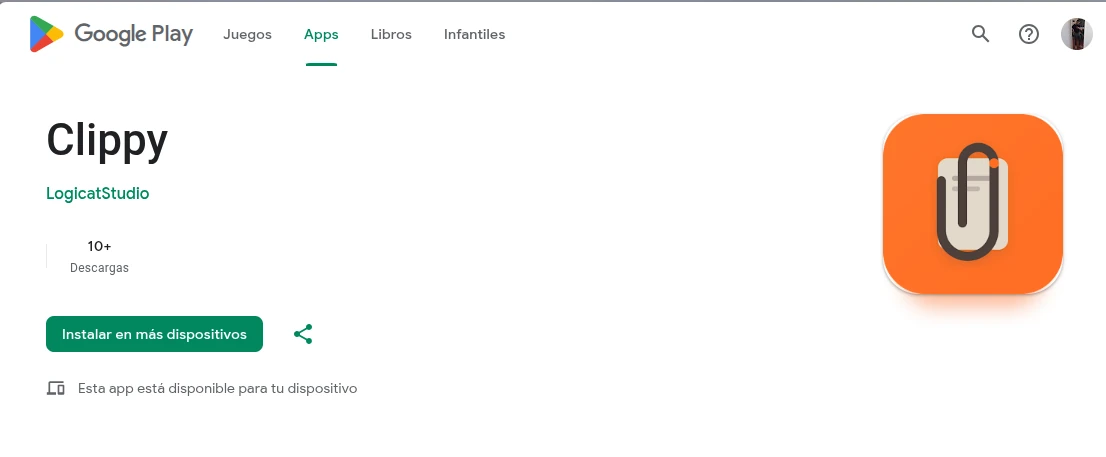 Google Play Juegos Apps Libros Infantiles
Clippy
LogicatStudio
10+
Descargas
Instalar en más dispositivos
Esta app está disponible para tu dispositivo